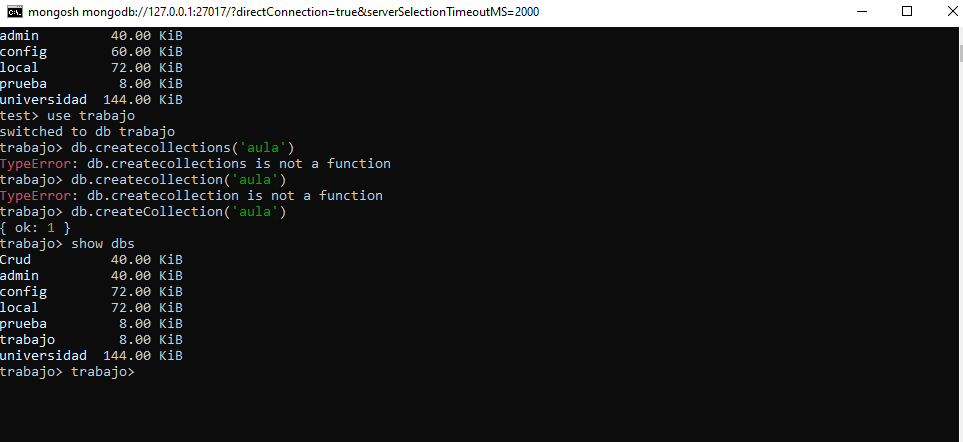 mongosh mongodb://127.0.0.1:27017/?directConnection=true&serverSelectionTimeoutMS=2000
admin 40.00 KiB
config 60.00 KiB
local 72.00 KiB
prueba 8.00 KiB
universidad 144.00 KiB
test> use trabajo
switched to db trabajo
trabajo> db.createcollections('aula')
TypeError: db.createcollections is not a function
trabajo> db.createcollection('aula')
TypeError: db.createcollection is not a function
trabajo> db.createCollection('aula')
{ ok: 1 }
trabajo> show dbs
Crud 40.00 KiB
admin 40.00 KiB
config 72.00 KiB
local 72.00 KiB
prueba 8.00 KiB
trabajo 8.00 KiB
universidad 144.00 KiB
trabajo> trabajo>